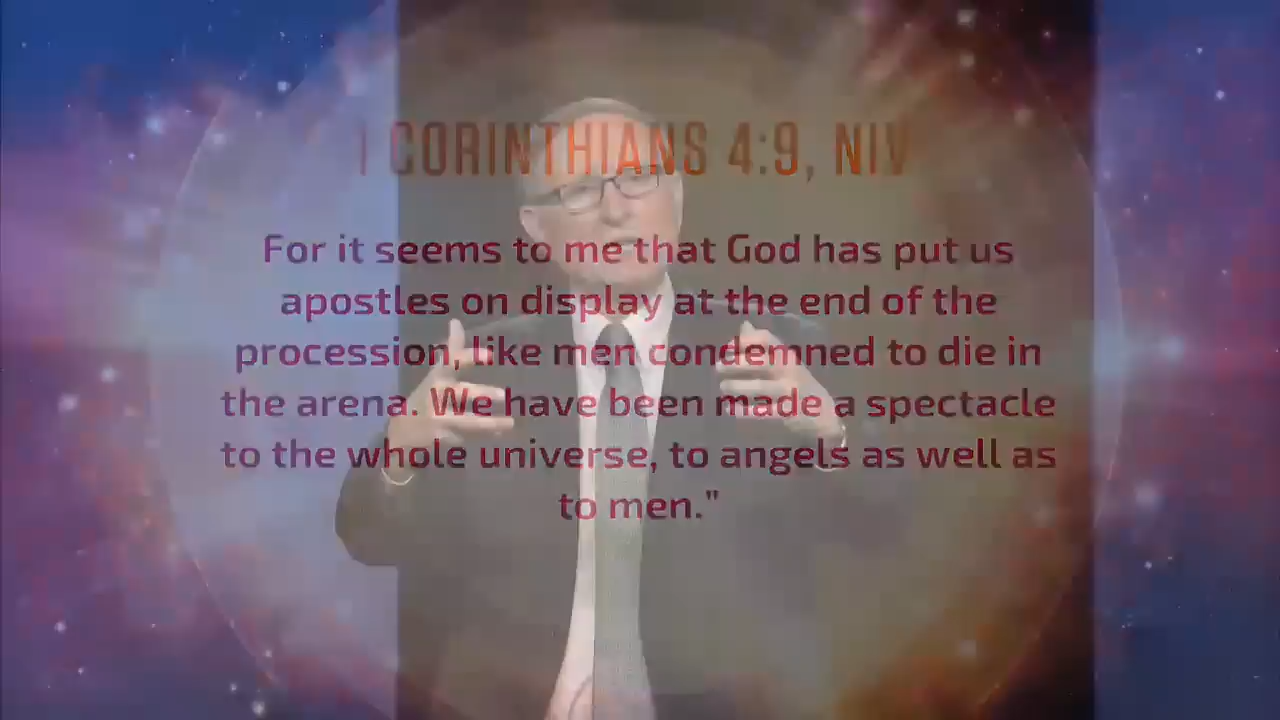 I CORINTHIANS 4:9, NIV
For it seems to me that God has put us
apostles on display at the end of the
procession, like men condemned to die in
the arena. We have been made a spectacle
to the whole universe, to angels as well as
to men."